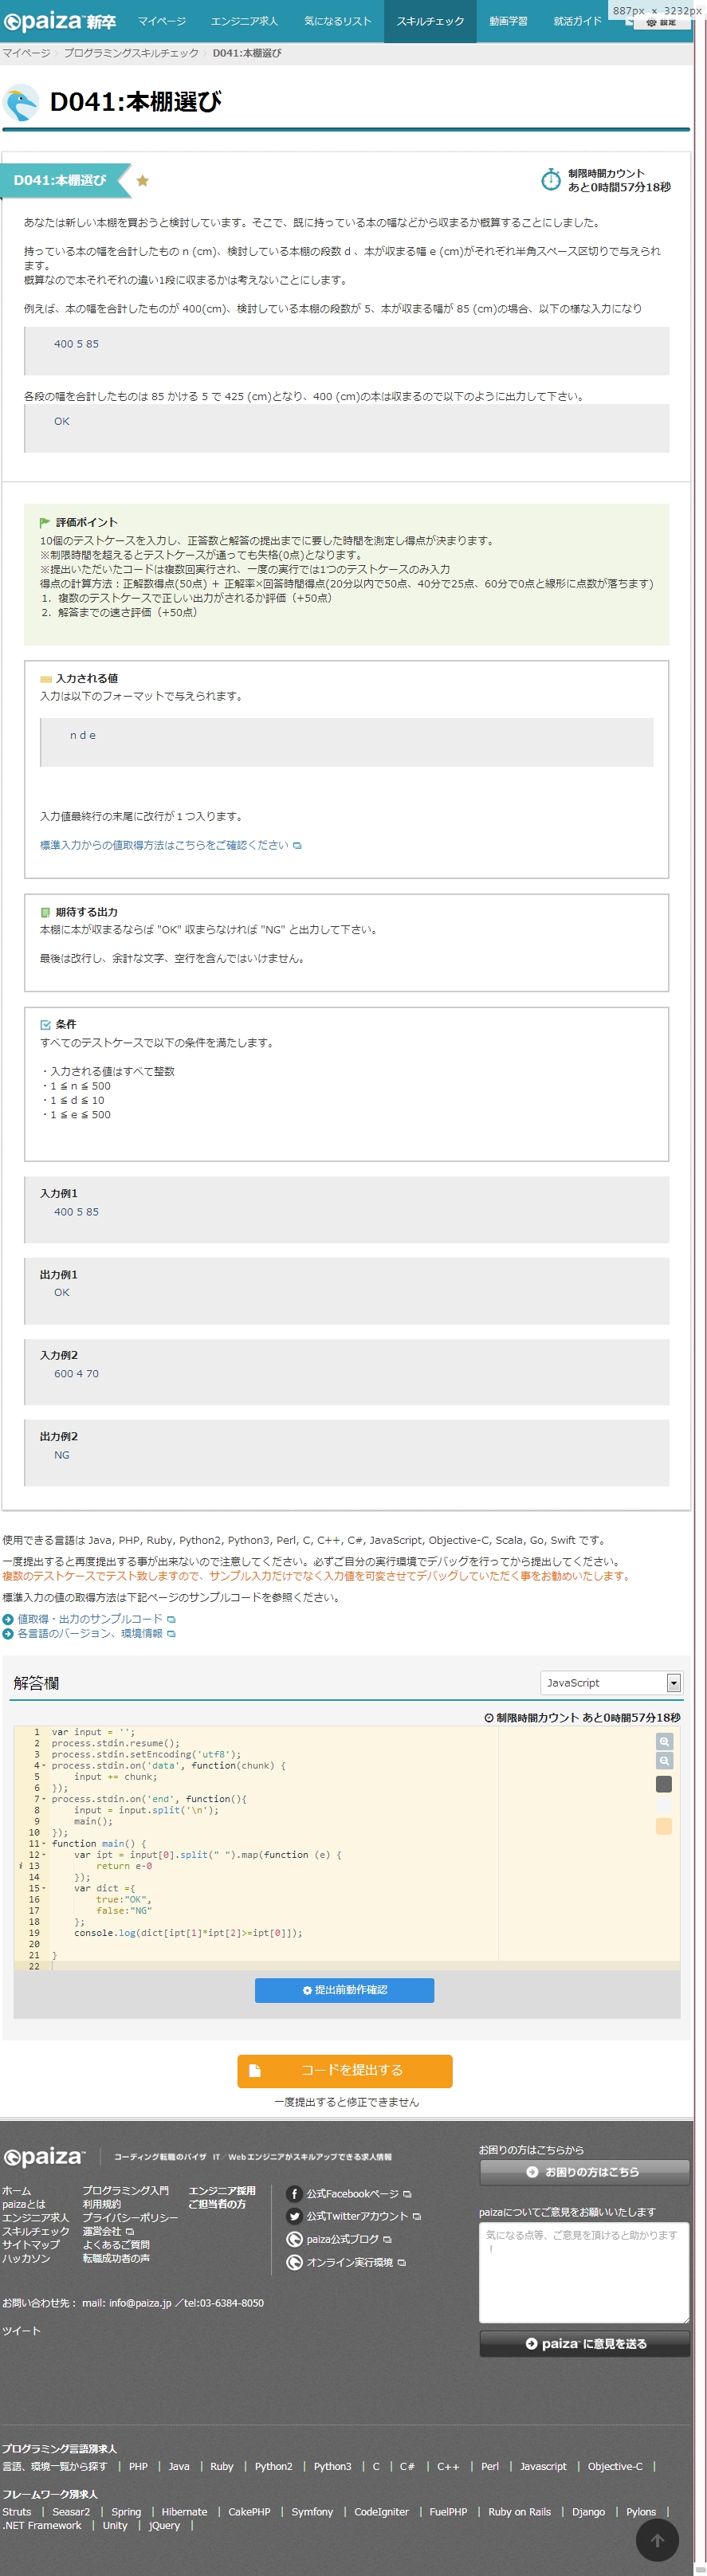 paiza 新卒
マイページ エンジニア求人 気になるリスト スキルチェック 動画学習 就活ガイド 設定
887px × 3232px
マイページ › プログラミングスキルチェック › D041:本棚選び
D041:本棚選び
D041:本棚選び
制限時間カウント
あと0時間57分18秒
あなたは新しい本棚を買おうと検討しています。そこで、既に持っている本の幅などから収まるか概算することにしました。
持っている本の幅を合計したもの n (cm)、検討している本棚の段数 d 、本が収まる幅 e (cm)がそれぞれ半角スペース区切りで与えられ
ます。
概算なので本それぞれの違い1段に収まるかは考えないことにします。
例えば、本の幅を合計したものが 400(cm)、検討している本棚の段数が 5、本が収まる幅が 85 (cm)の場合、以下の様な入力になり
400 5 85
各段の幅を合計したものは 85 かける 5 で 425 (cm)となり、400 (cm)の本は収まるので以下のように出力して下さい。
OK
評価ポイント
10個のテストケースを入力し、正答数と解答の提出までに要した時間を測定し得点が決まります。
※制限時間を超えるとテストケースが通っても失格(0点)となります。
※提出いただいたコードは複数回実行され、一度の実行では1つのテストケースのみ入力
得点の計算方法：正解数得点(50点) ＋ 正解率×回答時間得点(20分以内で50点、40分で25点、60分で0点と線形に点数が落ちます)
1．複数のテストケースで正しい出力がされるか評価（+50点）
2．解答までの速さ評価（+50点）
入力される値
入力は以下のフォーマットで与えられます。
n d e
入力値最終行の末尾に改行が１つ入ります。
標準入力からの値取得方法はこちらをご確認ください
期待する出力
本棚に本が収まるならば "OK" 収まらなければ "NG" と出力して下さい。
最後は改行し、余計な文字、空行を含んではいけません。
条件
すべてのテストケースで以下の条件を満たします。
・入力される値はすべて整数
・1 ≦ n ≦ 500
・1 ≦ d ≦ 10
・1 ≦ e ≦ 500
入力例1
400 5 85
出力例1
OK
入力例2
600 4 70
出力例2
NG
使用できる言語は Java, PHP, Ruby, Python2, Python3, Perl, C, C++, C#, JavaScript, Objective-C, Scala, Go, Swift です。
一度提出すると再度提出する事が出来ないので注意してください。必ずご自分の実行環境でデバッグを行ってから提出してください。
複数のテストケースでテスト致しますので、サンプル入力だけでなく入力値を可変させてデバッグしていただく事をお勧めいたします。
標準入力の値の取得方法は下記ページのサンプルコードを参照ください。
値取得・出力のサンプルコード
各言語のバージョン、環境情報
解答欄 JavaScript
制限時間カウント あと0時間57分18秒
1 var input = '';
2 process.stdin.resume();
3 process.stdin.setEncoding('utf8');
4 process.stdin.on('data', function(chunk) {
5 input += chunk;
6 });
7 process.stdin.on('end', function(){
8 input = input.split('\n');
9 main();
10 });
11 function main() {
12 var ipt = input[0].split(" ").map(function (e) {
13 return e-0
14 });
15 var dict ={
16 true:"OK",
17 false:"NG"
18 };
19 console.log(dict[ipt[1]*ipt[2]>=ipt[0]]);
20
21 }
22
提出前動作確認
コードを提出する
一度提出すると修正できません
paiza コーディング転職のパイザ IT／Webエンジニアがスキルアップできる求人情報
お困りの方はこちらから
お困りの方はこちら
ホーム プログラミング入門 エンジニア採用
paizaとは 利用規約 ご担当者の方
エンジニア求人 プライバシーポリシー
スキルチェック 運営会社
サイトマップ よくあるご質問
ハッカソン 転職成功者の声
公式Facebookページ
公式Twitterアカウント
paiza公式ブログ
オンライン実行環境
paizaについてご意見をお願いいたします
気になる点等、ご意見を頂けると助かります
！
paiza に意見を送る
お問い合わせ先： mail: info@paiza.jp ／tel:03-6384-8050
ツイート
プログラミング言語別求人
言語、環境一覧から探す | PHP | Java | Ruby | Python2 | Python3 | C | C# | C++ | Perl | Javascript | Objective-C |
フレームワーク別求人
Struts | Seasar2 | Spring | Hibernate | CakePHP | Symfony | CodeIgniter | FuelPHP | Ruby on Rails | Django | Pylons |
.NET Framework | Unity | jQuery |